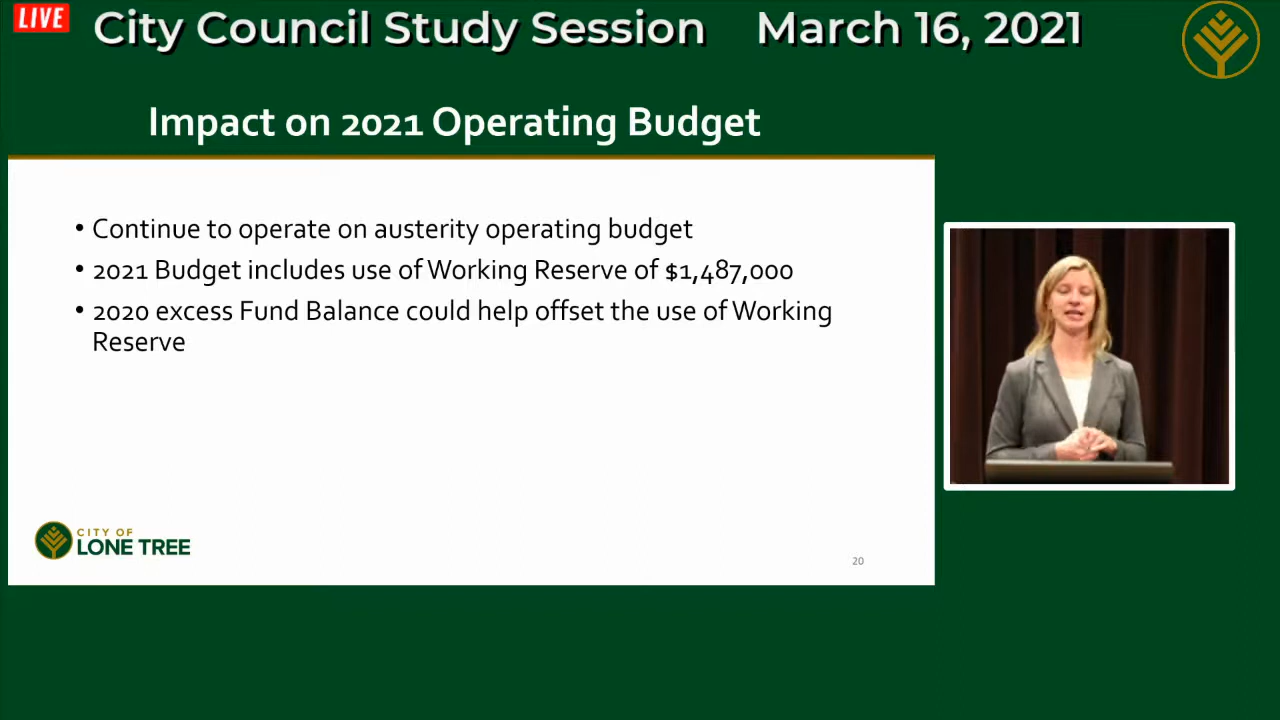 LIVE
City Council Study Session March 16, 2021
Impact on 2021 Operating Budget
• Continue to operate on austerity operating budget
• 2021 Budget includes use of Working Reserve of $1,487,000
• 2020 excess Fund Balance could help offset the use of Working
Reserve
CITY OF
LONE TREE
20